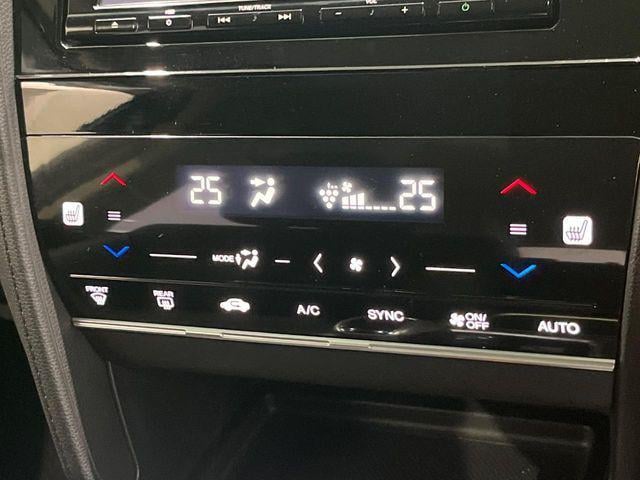 TUNE/TRACK
− VOL +
25 25
MODE
FRONT REAR A/C SYNC ON/OFF AUTO